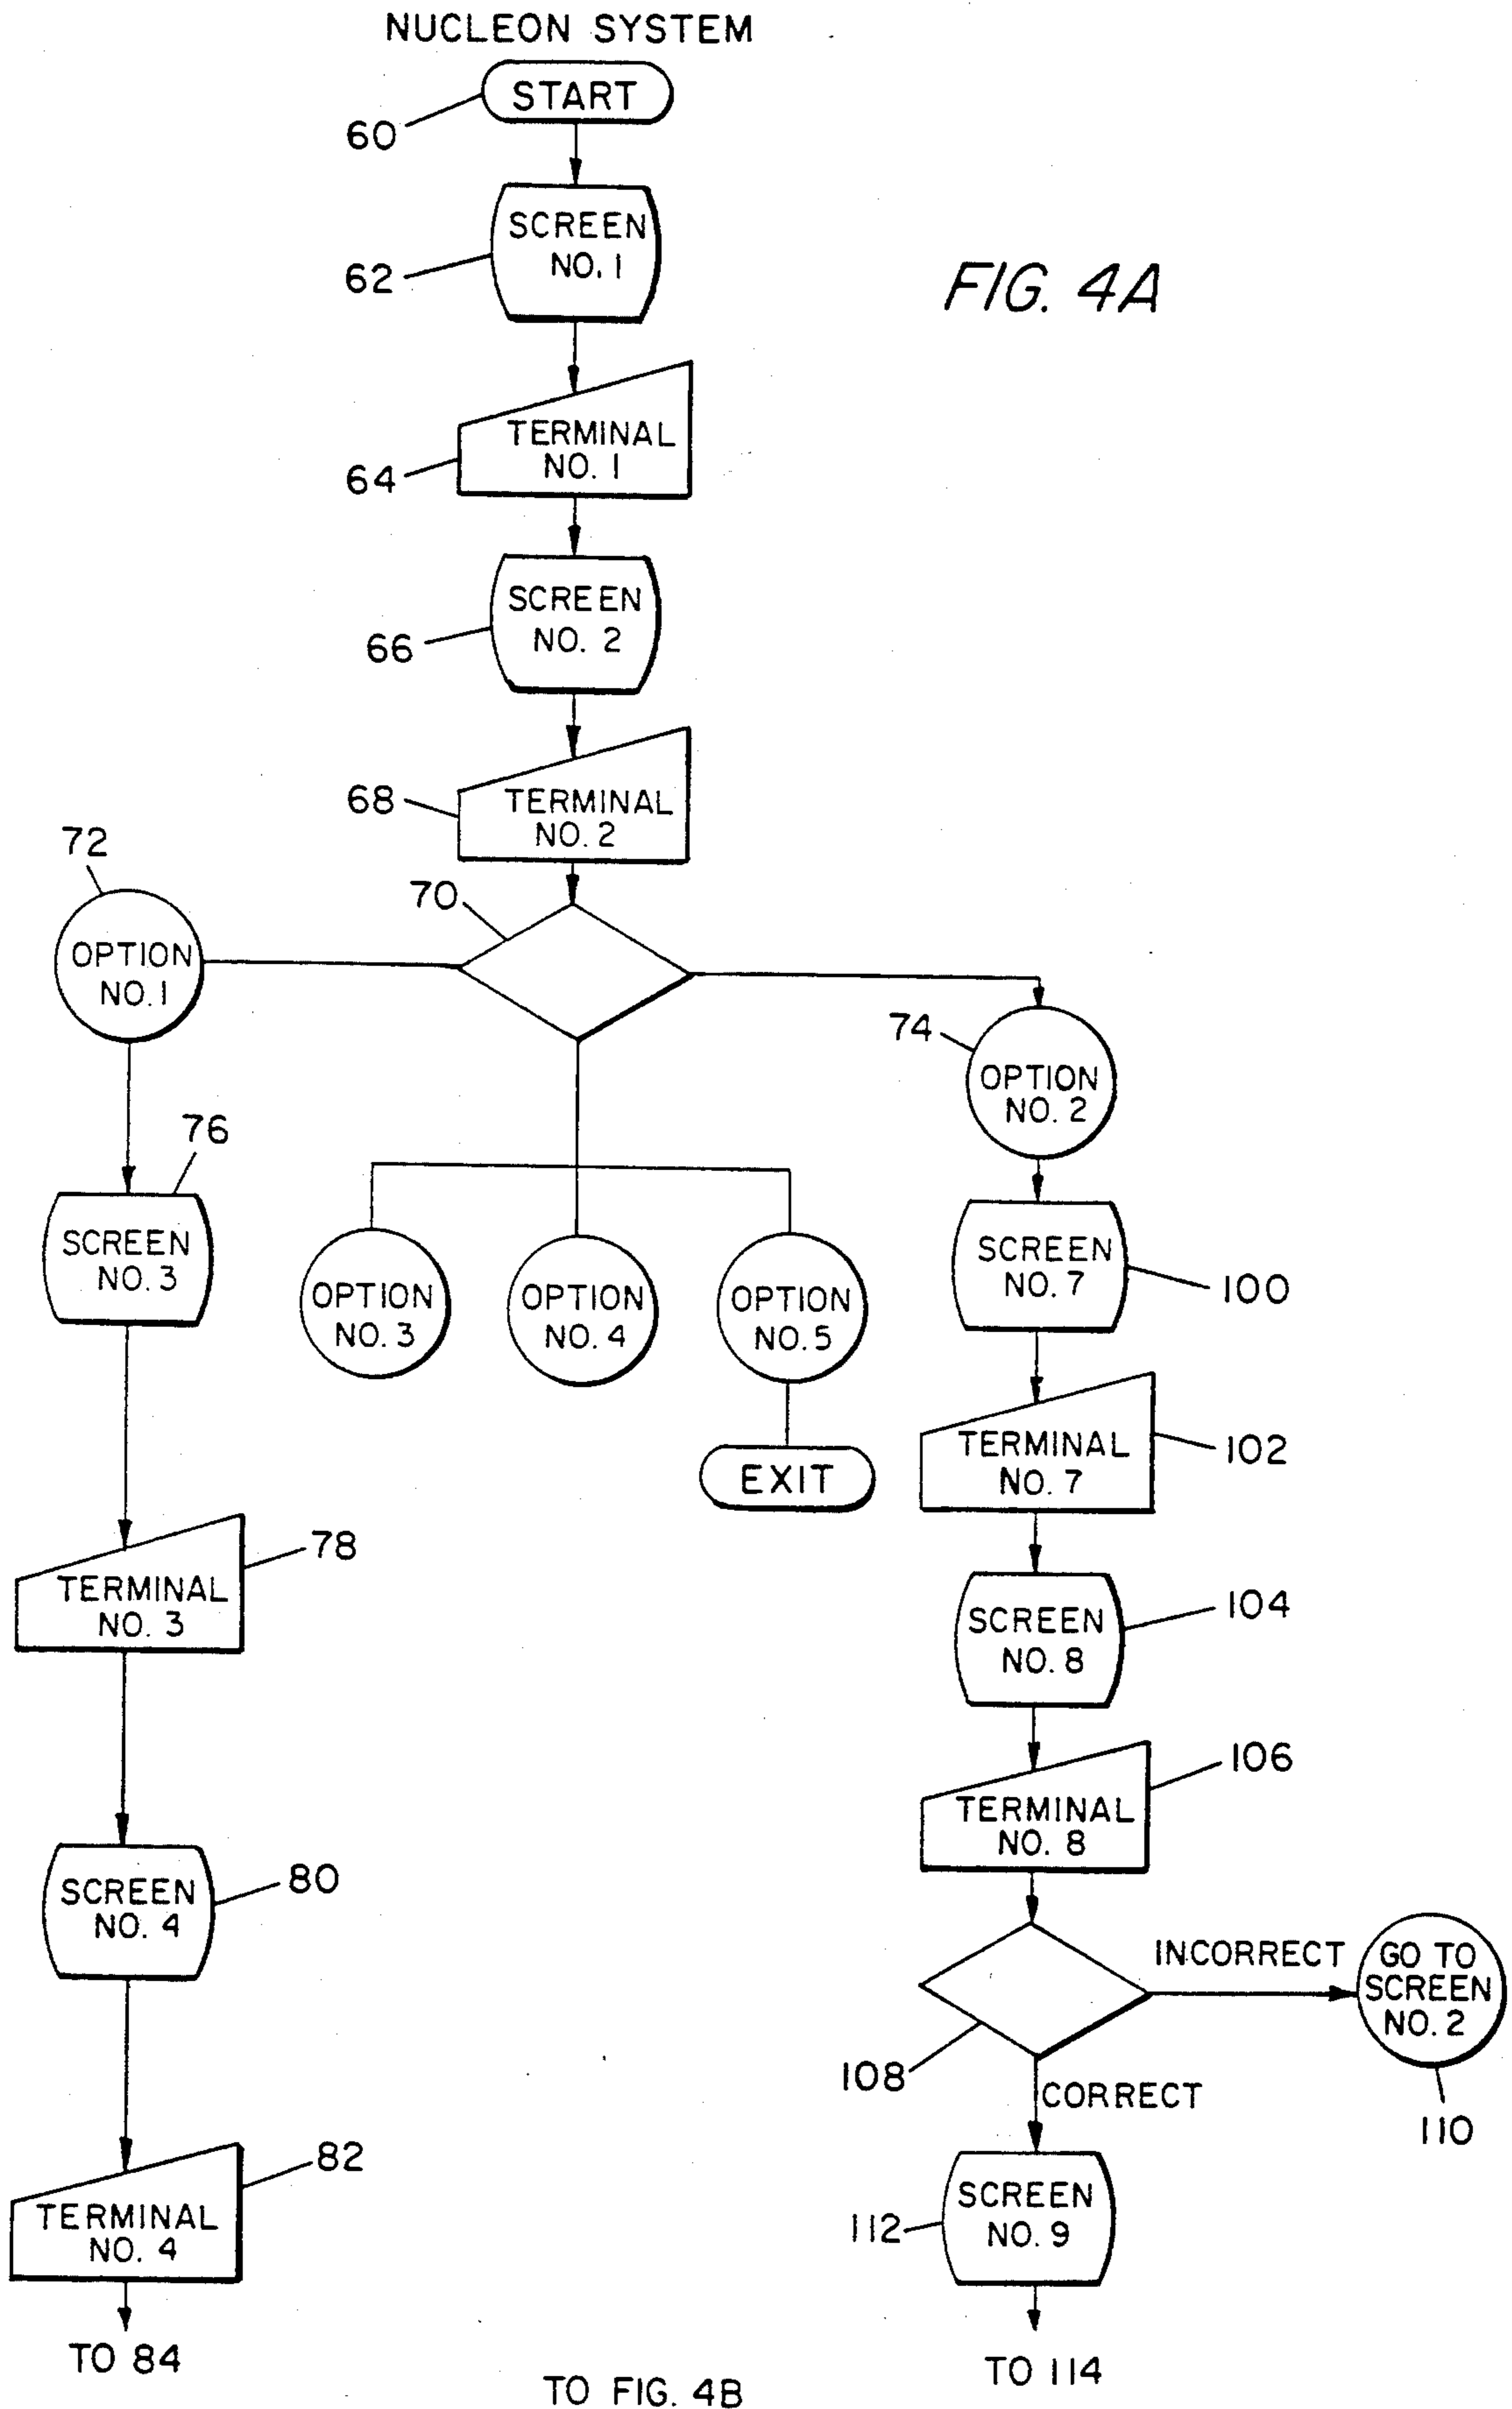 NUCLEON SYSTEM
START
60
SCREEN
NO. 1
62
FIG. 4A
TERMINAL
NO. 1
64
SCREEN
NO. 2
66
TERMINAL
NO. 2
68
72
70
OPTION
NO. 1
74
OPTION
NO. 2
76
SCREEN
NO. 3
OPTION
NO. 3
OPTION
NO. 4
OPTION
NO. 5
EXIT
SCREEN
NO. 7
100
TERMINAL
NO. 7
102
78
TERMINAL
NO. 3
SCREEN
NO. 8
104
TERMINAL
NO. 8
106
80
SCREEN
NO. 4
INCORRECT
GO TO
SCREEN
NO. 2
108
CORRECT
110
82
TERMINAL
NO. 4
SCREEN
NO. 9
112
TO 84
TO 114
TO FIG. 4B